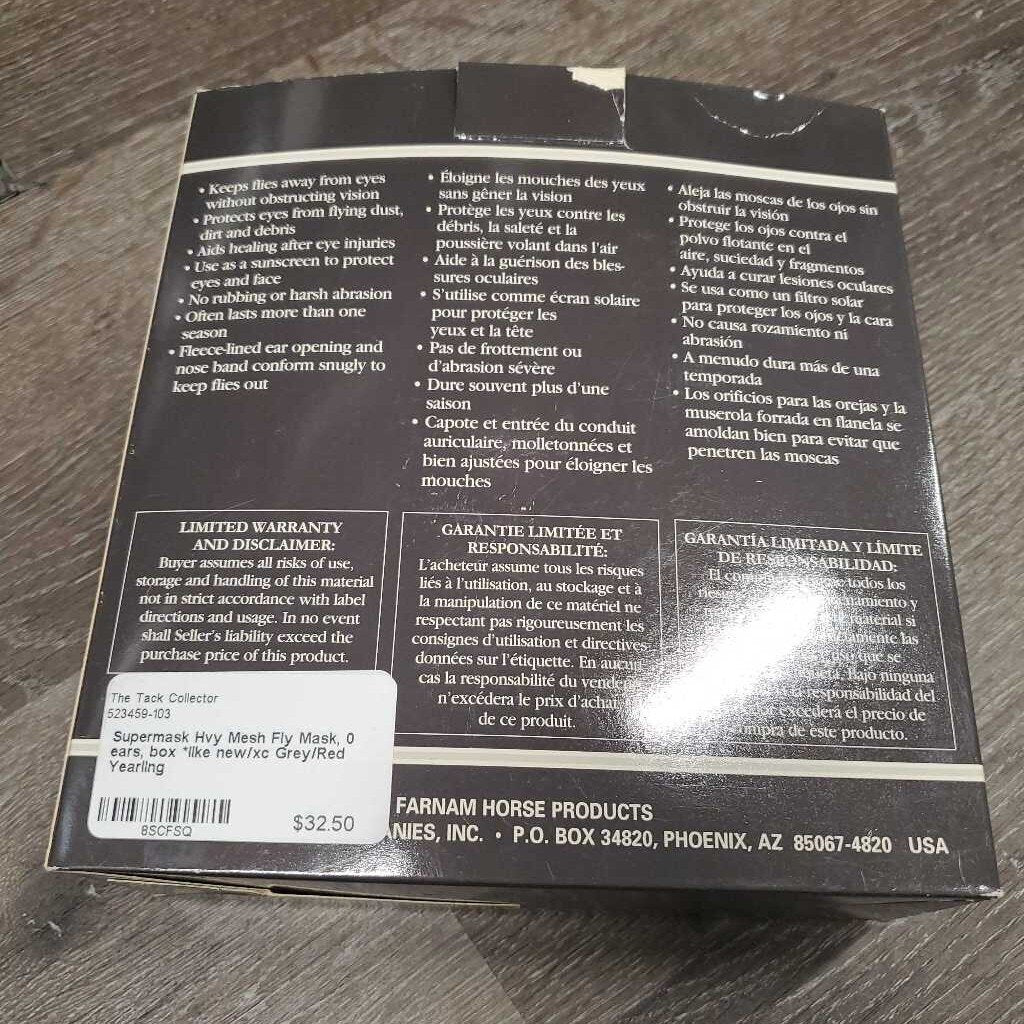 • Keeps flies away from eyes
without obstructing vision
• Protects eyes from flying dust,
dirt and debris
• Aids healing after eye injuries
• Use as a sunscreen to protect
eyes and face
• No rubbing or harsh abrasion
• Often lasts more than one
season
• Fleece-lined ear opening and
nose band conform snugly to
keep flies out
• Éloigne les mouches des yeux
sans gêner la vision
• Protège les yeux contre les
débris, la saleté et la
poussière volant dans l'air
• Aide à la guérison des bles-
sures oculaires
• S'utilise comme écran solaire
pour protéger les
yeux et la tête
• Pas de frottement ou
d'abrasion sévère
• Dure souvent plus d'une
saison
• Capote et entrée du conduit
auriculaire, molletonnées et
bien ajustées pour éloigner les
mouches
• Aleja las moscas de los ojos sin
obstruir la visión
• Protege los ojos contra el
polvo flotante en el
aire, suciedad y fragmentos
• Ayuda a curar lesiones oculares
• Se usa como un filtro solar
para proteger los ojos y la cara
• No causa rozamiento ni
abrasión
• A menudo dura más de una
temporada
• Los orificios para las orejas y la
muserola forrada en flanela se
amoldan bien para evitar que
penetren las moscas
LIMITED WARRANTY
AND DISCLAIMER:
Buyer assumes all risks of use,
storage and handling of this material
not in strict accordance with label
directions and usage. In no event
shall Seller's liability exceed the
purchase price of this product.
GARANTIE LIMITÉE ET
RESPONSABILITÉ:
L'acheteur assume tous les risques
liés à l'utilisation, au stockage et à
la manipulation de ce matériel ne
respectant pas rigoureusement les
consignes d'utilisation et directives
données sur l'étiquette. En aucun
cas la responsabilité du vendeur
n'excédera le prix d'achat
de ce produit.
GARANTÍA LIMITADA Y LÍMITE
DE RESPONSABILIDAD:
El todos los
y
material si
las
que se
Bajo ninguna
responsabilidad del
excederá el precio de
compra de este producto.
The Tack Collector
523459-103
Supermask Hvy Mesh Fly Mask, 0
ears, box *like new/xc Grey/Red
Yearling
8SCFSQ
$32.50
FARNAM HORSE PRODUCTS
ANIES, INC. • P.O. BOX 34820, PHOENIX, AZ 85067-4820 USA